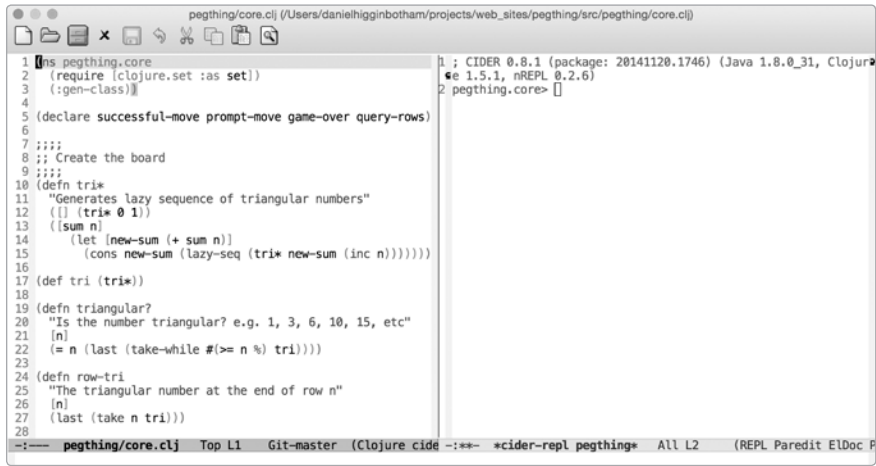 pegthing/core.clj (/Users/danielhigginbotham/projects/web_sites/pegthing/src/pegthing/core.clj)
1 (ns pegthing.core
2 (require [clojure.set :as set])
3 (:gen-class))
4
5 (declare successful-move prompt-move game-over query-rows)
6
7 ;;;;
8 ;; Create the board
9 ;;;;
10 (defn tri*
11 "Generates lazy sequence of triangular numbers"
12 ([] (tri* 0 1))
13 ([sum n]
14 (let [new-sum (+ sum n)]
15 (cons new-sum (lazy-seq (tri* new-sum (inc n)))))))
16
17 (def tri (tri*))
18
19 (defn triangular?
20 "Is the number triangular? e.g. 1, 3, 6, 10, 15, etc"
21 [n]
22 (= n (last (take-while #(>= n %) tri))))
23
24 (defn row-tri
25 "The triangular number at the end of row n"
26 [n]
27 (last (take n tri)))
28
-:--- pegthing/core.clj Top L1 Git-master (Clojure cide
1 ; CIDER 0.8.1 (package: 20141120.1746) (Java 1.8.0_31, Clojur
e 1.5.1, nREPL 0.2.6)
2 pegthing.core>
-:**- *cider-repl pegthing* All L2 (REPL Paredit ElDoc P